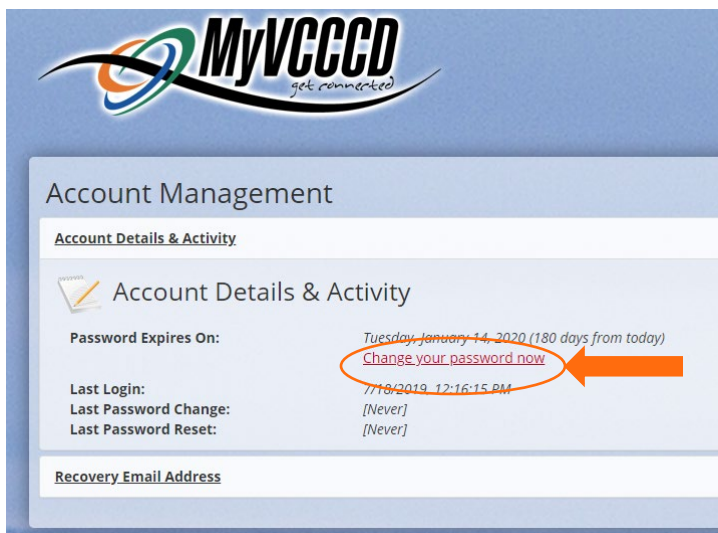 MyVCCCD
get connected
Account Management
Account Details & Activity
Account Details & Activity
Password Expires On: Tuesday, January 14, 2020 (180 days from today)
Change your password now
Last Login: 7/18/2019, 12:16:15 PM
Last Password Change: [Never]
Last Password Reset: [Never]
Recovery Email Address